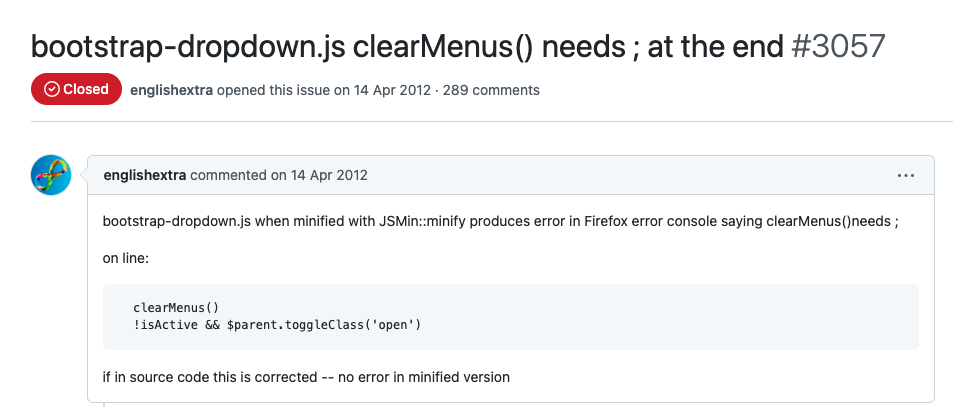 bootstrap-dropdown.js clearMenus() needs ; at the end #3057
Closed englishextra opened this issue on 14 Apr 2012 · 289 comments
englishextra commented on 14 Apr 2012
bootstrap-dropdown.js when minified with JSMin::minify produces error in Firefox error console saying clearMenus()needs ;
on line:
clearMenus()
!isActive && $parent.toggleClass('open')
if in source code this is corrected -- no error in minified version